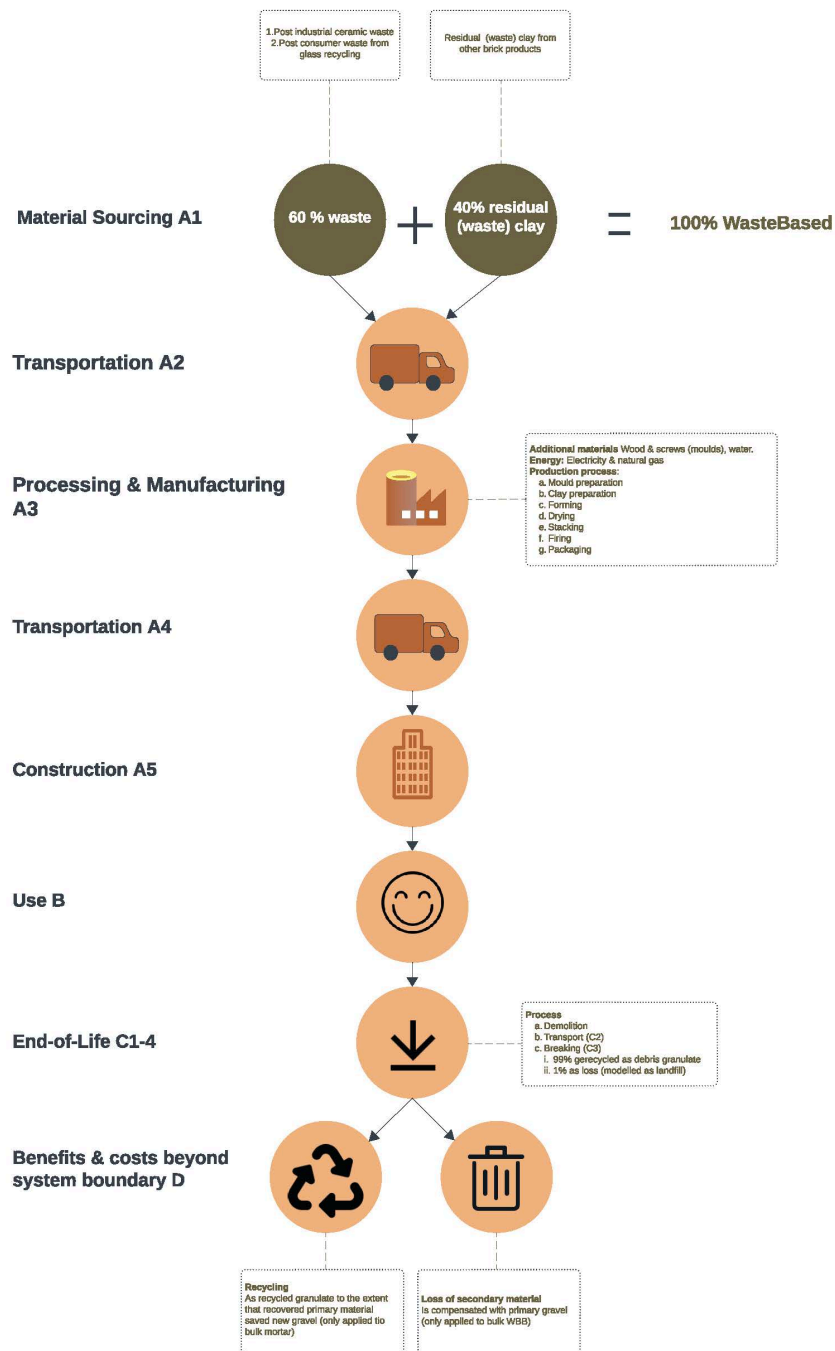 1.Post industrial ceramic waste
2.Post consumer waste from
glass recycling
Residual (waste) clay from
other brick products
Material Sourcing A1
60 % waste
40% residual
(waste) clay
100% WasteBased
Transportation A2
Processing & Manufacturing
A3
Additional materials Wood & screws (moulds), water.
Energy: Electricity & natural gas
Production process:
a. Mould preparation
b. Clay preparation
c. Forming
d. Drying
e. Stacking
f. Firing
g. Packaging
Transportation A4
Construction A5
Use B
End-of-Life C1-4
Process
a. Demolition
b. Transport (C2)
c. Breaking (C3)
i. 99% gerecycled as debris granulate
ii. 1% as loss (modelled as landfill)
Benefits & costs beyond
system boundary D
Recycling
As recycled granulate to the extent
that recovered primary material
saved new gravel (only applied tio
bulk mortar)
Loss of secondary material
Is compensated with primary gravel
(only applied to bulk WBB)